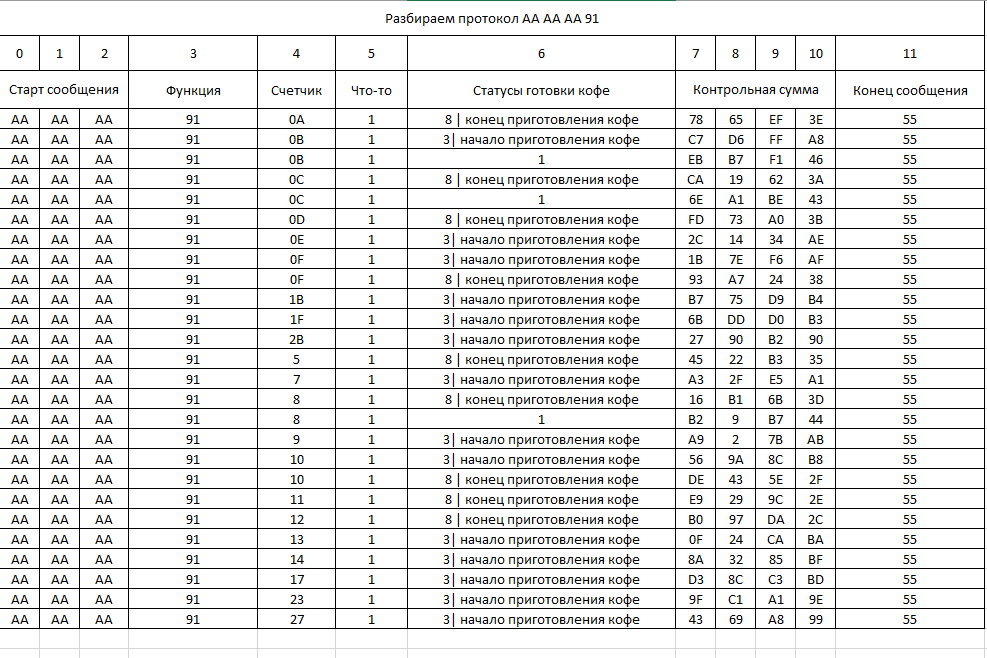 Разбираем протокол AA AA AA 91
0 1 2 3 4 5 6 7 8 9 10 11
Старт сообщения Функция Счетчик Что-то Статусы готовки кофе Контрольная сумма Конец сообщения
AA AA AA 91 0A 1 8 | конец приготовления кофе 78 65 EF 3E 55
AA AA AA 91 0B 1 3| начало приготовления кофе C7 D6 FF A8 55
AA AA AA 91 0B 1 1 EB B7 F1 46 55
AA AA AA 91 0C 1 8 | конец приготовления кофе CA 19 62 3A 55
AA AA AA 91 0C 1 1 6E A1 BE 43 55
AA AA AA 91 0D 1 8 | конец приготовления кофе FD 73 A0 3B 55
AA AA AA 91 0E 1 3| начало приготовления кофе 2C 14 34 AE 55
AA AA AA 91 0F 1 3| начало приготовления кофе 1B 7E F6 AF 55
AA AA AA 91 0F 1 8 | конец приготовления кофе 93 A7 24 38 55
AA AA AA 91 1B 1 3| начало приготовления кофе B7 75 D9 B4 55
AA AA AA 91 1F 1 3| начало приготовления кофе 6B DD D0 B3 55
AA AA AA 91 2B 1 3| начало приготовления кофе 27 90 B2 90 55
AA AA AA 91 5 1 8 | конец приготовления кофе 45 22 B3 35 55
AA AA AA 91 7 1 3| начало приготовления кофе A3 2F E5 A1 55
AA AA AA 91 8 1 8 | конец приготовления кофе 16 B1 6B 3D 55
AA AA AA 91 8 1 1 B2 9 B7 44 55
AA AA AA 91 9 1 3| начало приготовления кофе A9 2 7B AB 55
AA AA AA 91 10 1 3| начало приготовления кофе 56 9A 8C B8 55
AA AA AA 91 10 1 8 | конец приготовления кофе DE 43 5E 2F 55
AA AA AA 91 11 1 8 | конец приготовления кофе E9 29 9C 2E 55
AA AA AA 91 12 1 8 | конец приготовления кофе B0 97 DA 2C 55
AA AA AA 91 13 1 3| начало приготовления кофе 0F 24 CA BA 55
AA AA AA 91 14 1 3| начало приготовления кофе 8A 32 85 BF 55
AA AA AA 91 17 1 3| начало приготовления кофе D3 8C C3 BD 55
AA AA AA 91 23 1 3| начало приготовления кофе 9F C1 A1 9E 55
AA AA AA 91 27 1 3| начало приготовления кофе 43 69 A8 99 55